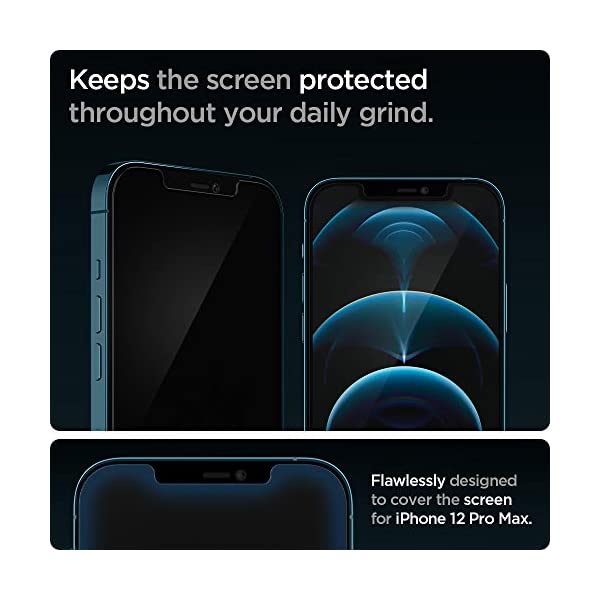 Keeps the screen protected
throughout your daily grind.
Flawlessly designed
to cover the screen
for iPhone 12 Pro Max.